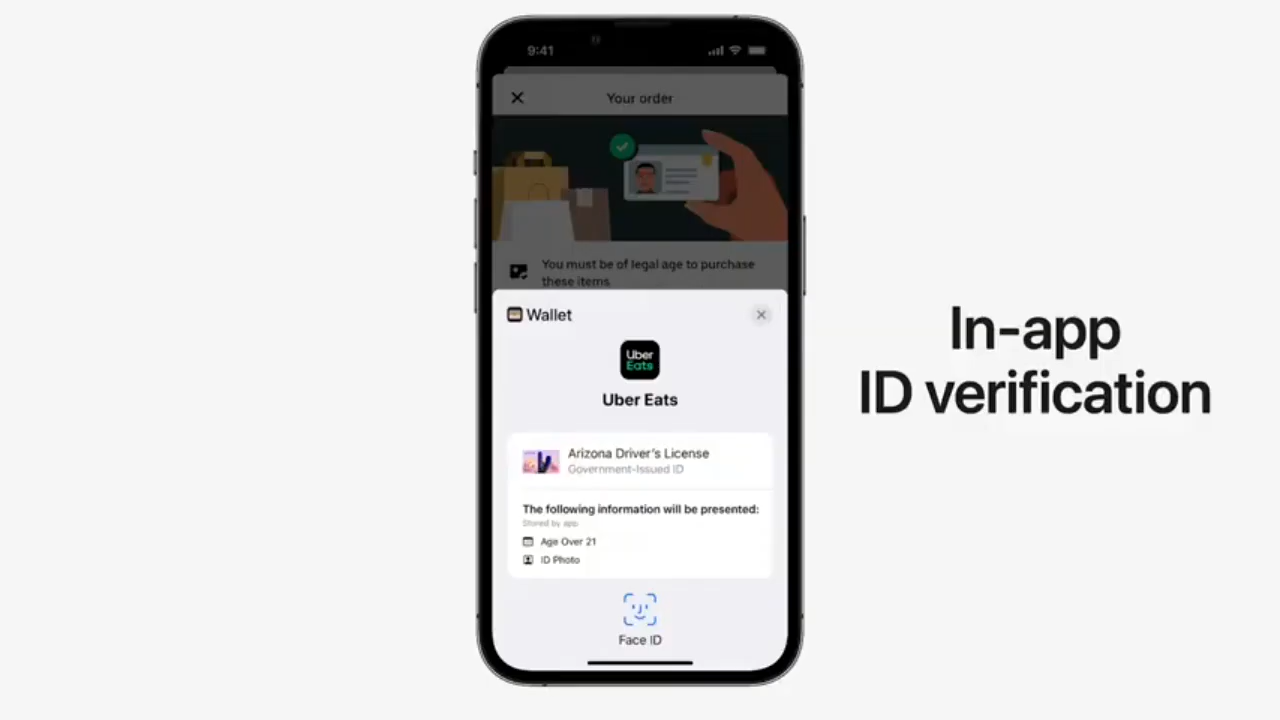 9:41
Your order
You must be of legal age to purchase
these items
Wallet
Uber
Eats
Uber Eats
Arizona Driver's License
Government-Issued ID
The following information will be presented:
Stored by app
Age Over 21
ID Photo
Face ID
In-app
ID verification